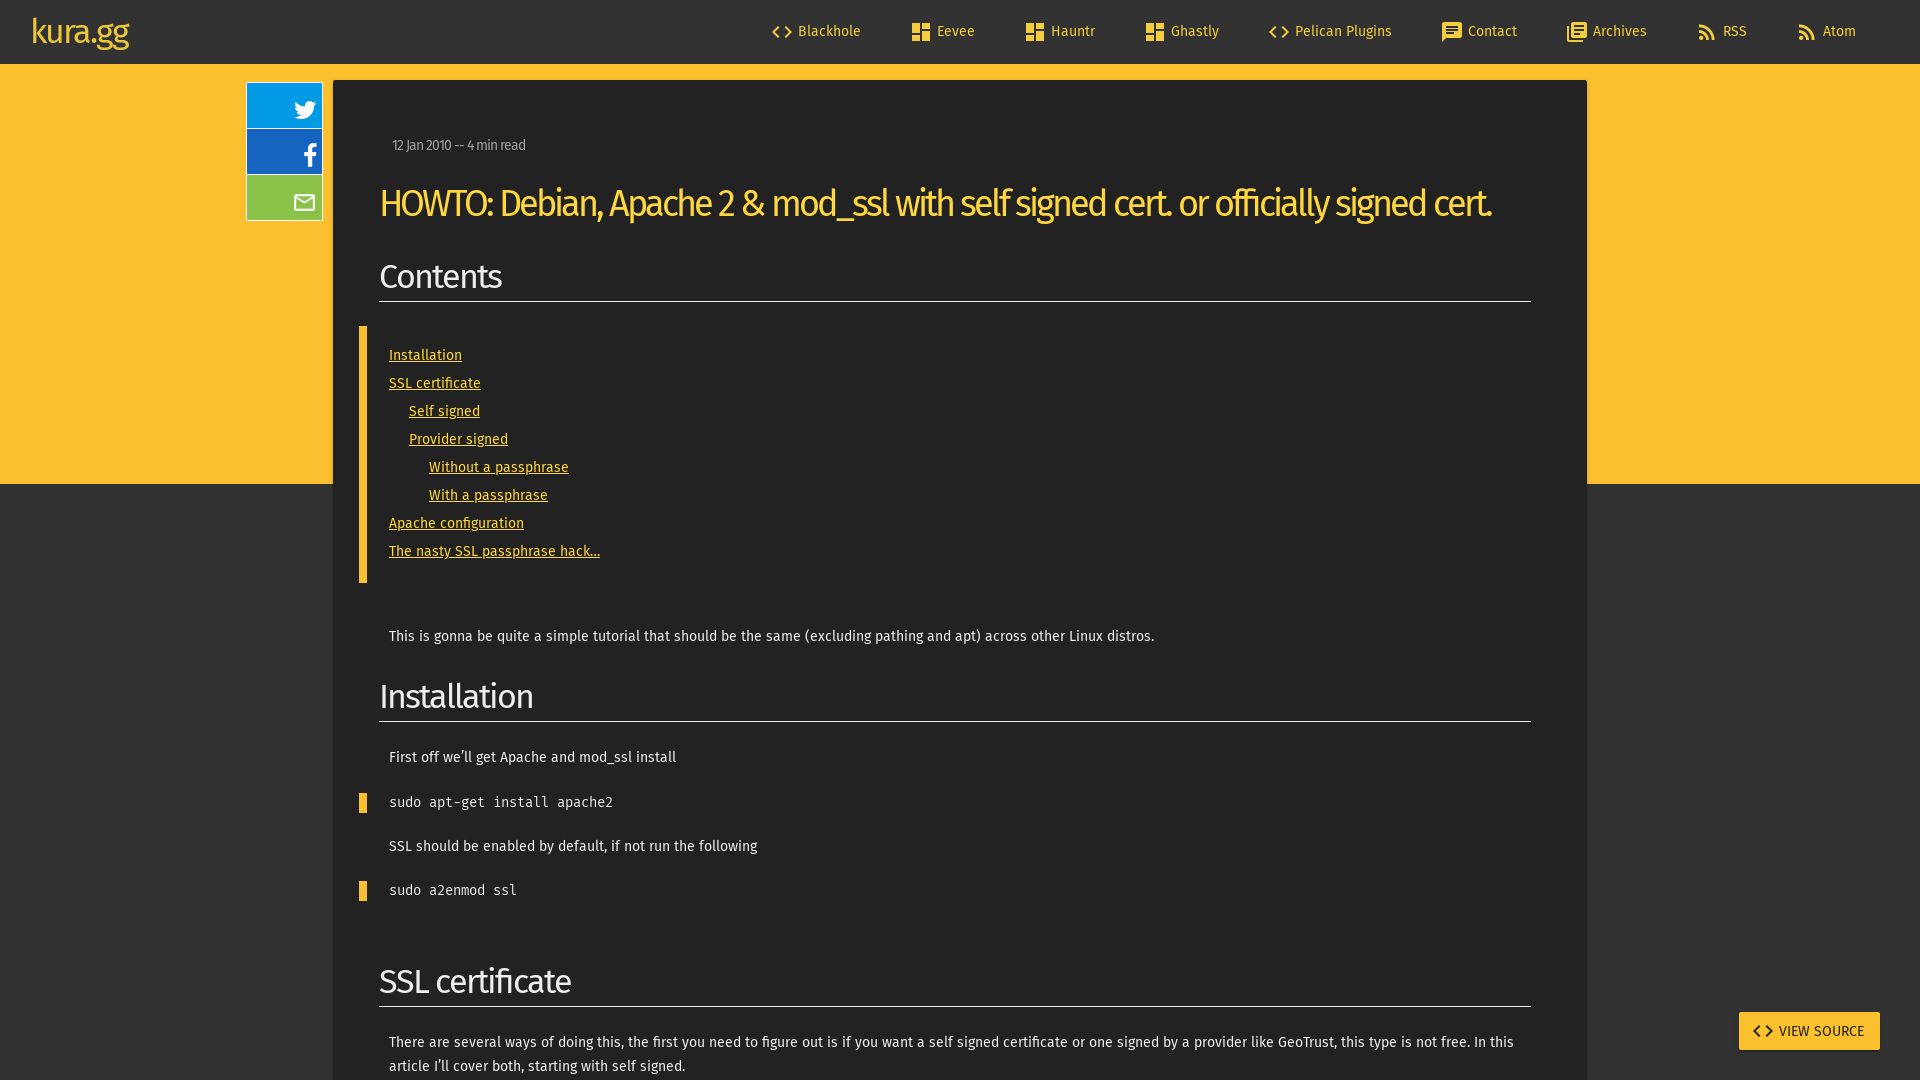 kura.gg
Blackhole
Eevee
Hauntr
Ghastly
Pelican Plugins
Contact
Archives
RSS
Atom
12 Jan 2010 -- 4 min read
HOWTO: Debian, Apache 2 & mod_ssl with self signed cert. or officially signed cert.
Contents
Installation
SSL certificate
Self signed
Provider signed
Without a passphrase
With a passphrase
Apache configuration
The nasty SSL passphrase hack...
This is gonna be quite a simple tutorial that should be the same (excluding pathing and apt) across other Linux distros.
Installation
First off we’ll get Apache and mod_ssl install
sudo apt-get install apache2
SSL should be enabled by default, if not run the following
sudo a2enmod ssl
SSL certificate
There are several ways of doing this, the first you need to figure out is if you want a self signed certificate or one signed by a provider like GeoTrust, this type is not free. In this
article I’ll cover both, starting with self signed.
VIEW SOURCE